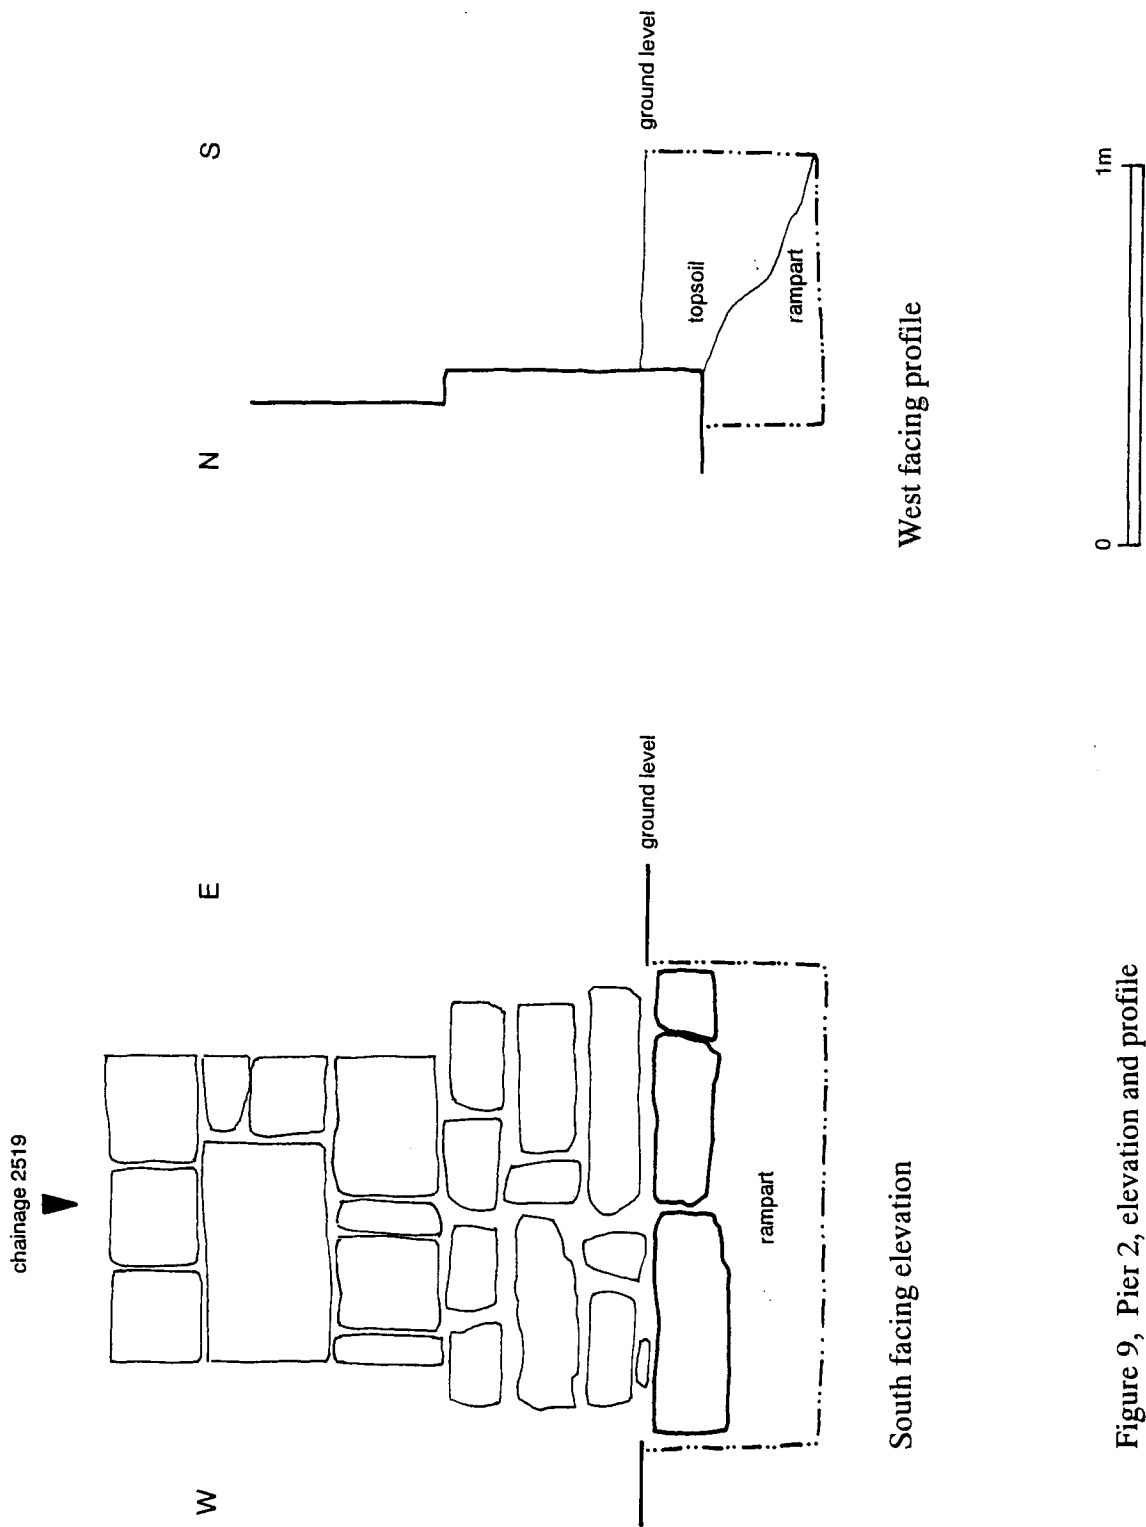 chainage 2519
W
E
ground level
rampart
South facing elevation
N
S
ground level
topsoil
rampart
West facing profile
0
1m
Figure 9, Pier 2, elevation and profile